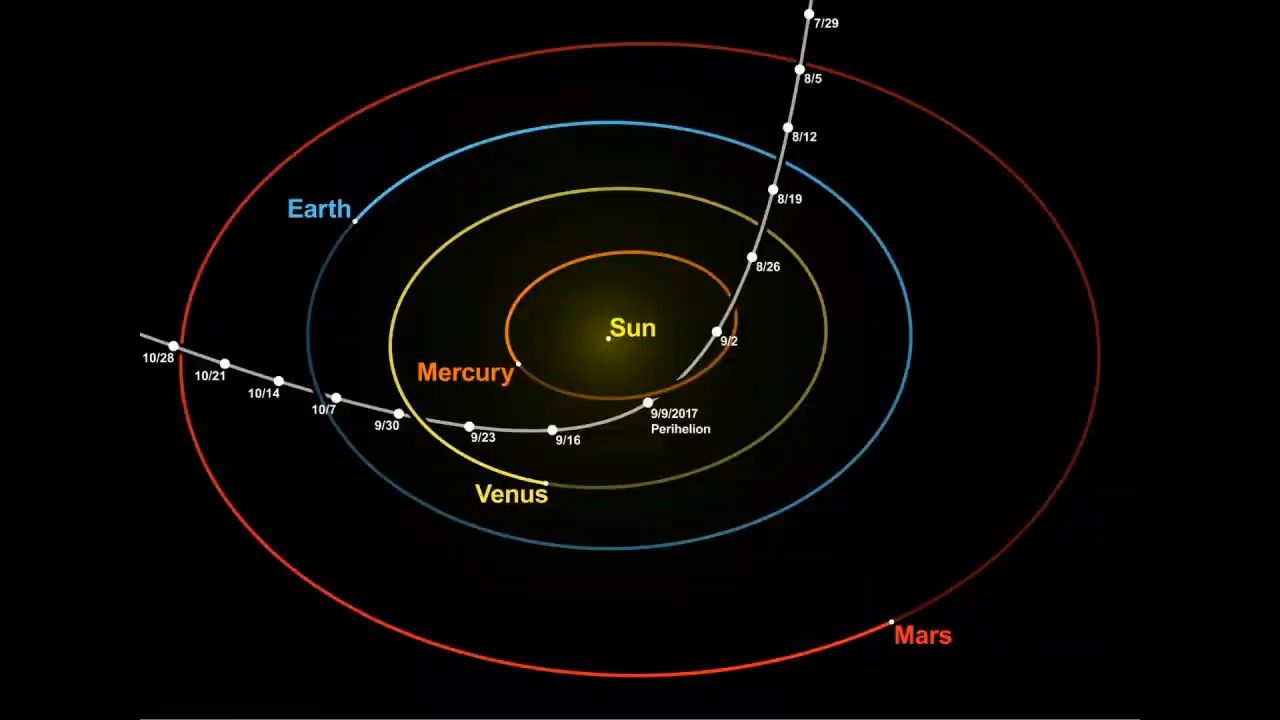 7/29
8/5
8/12
8/19
Earth
8/26
Sun
9/2
10/28
Mercury
10/21
10/14
10/7
9/9/2017
Perihelion
9/30
9/23
9/16
Venus
Mars